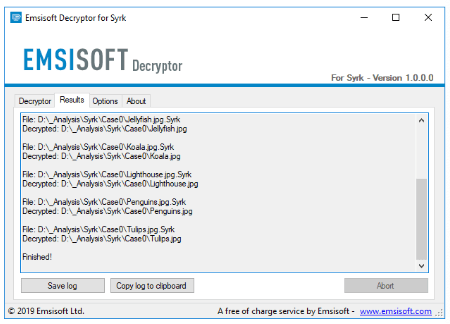 Emsisoft Decryptor for Syrk
EMSISOFT Decryptor
For Syrk - Version 1.0.0.0
Decryptor Results Options About
File: D:\_Analysis\Syrk\Case0\Jellyfish.jpg.Syrk
Decrypted: D:\_Analysis\Syrk\Case0\Jellyfish.jpg
File: D:\_Analysis\Syrk\Case0\Koala.jpg.Syrk
Decrypted: D:\_Analysis\Syrk\Case0\Koala.jpg
File: D:\_Analysis\Syrk\Case0\Lighthouse.jpg.Syrk
Decrypted: D:\_Analysis\Syrk\Case0\Lighthouse.jpg
File: D:\_Analysis\Syrk\Case0\Penguins.jpg.Syrk
Decrypted: D:\_Analysis\Syrk\Case0\Penguins.jpg
File: D:\_Analysis\Syrk\Case0\Tulips.jpg.Syrk
Decrypted: D:\_Analysis\Syrk\Case0\Tulips.jpg
Finished!
Save log Copy log to clipboard Abort
© 2019 Emsisoft Ltd. A free of charge service by Emsisoft - www.emsisoft.com